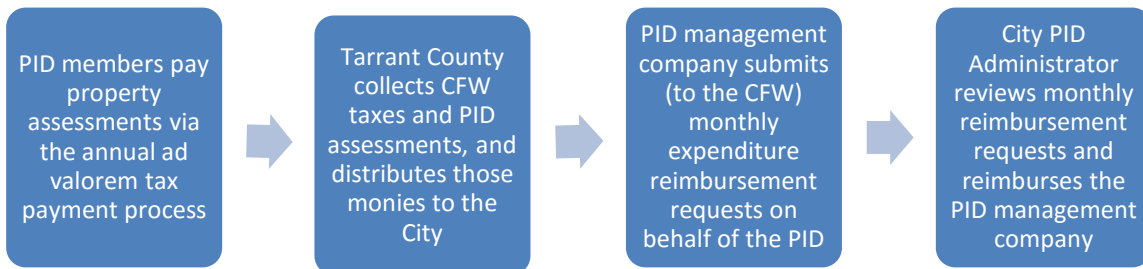 PID members pay
property
assessments via
the annual ad
valorem tax
payment process
Tarrant County
collects CFW
taxes and PID
assessments, and
distributes those
monies to the
City
PID management
company submits
(to the CFW)
monthly
expenditure
reimbursement
requests on
behalf of the PID
City PID
Administrator
reviews monthly
reimbursement
requests and
reimburses the
PID management
company